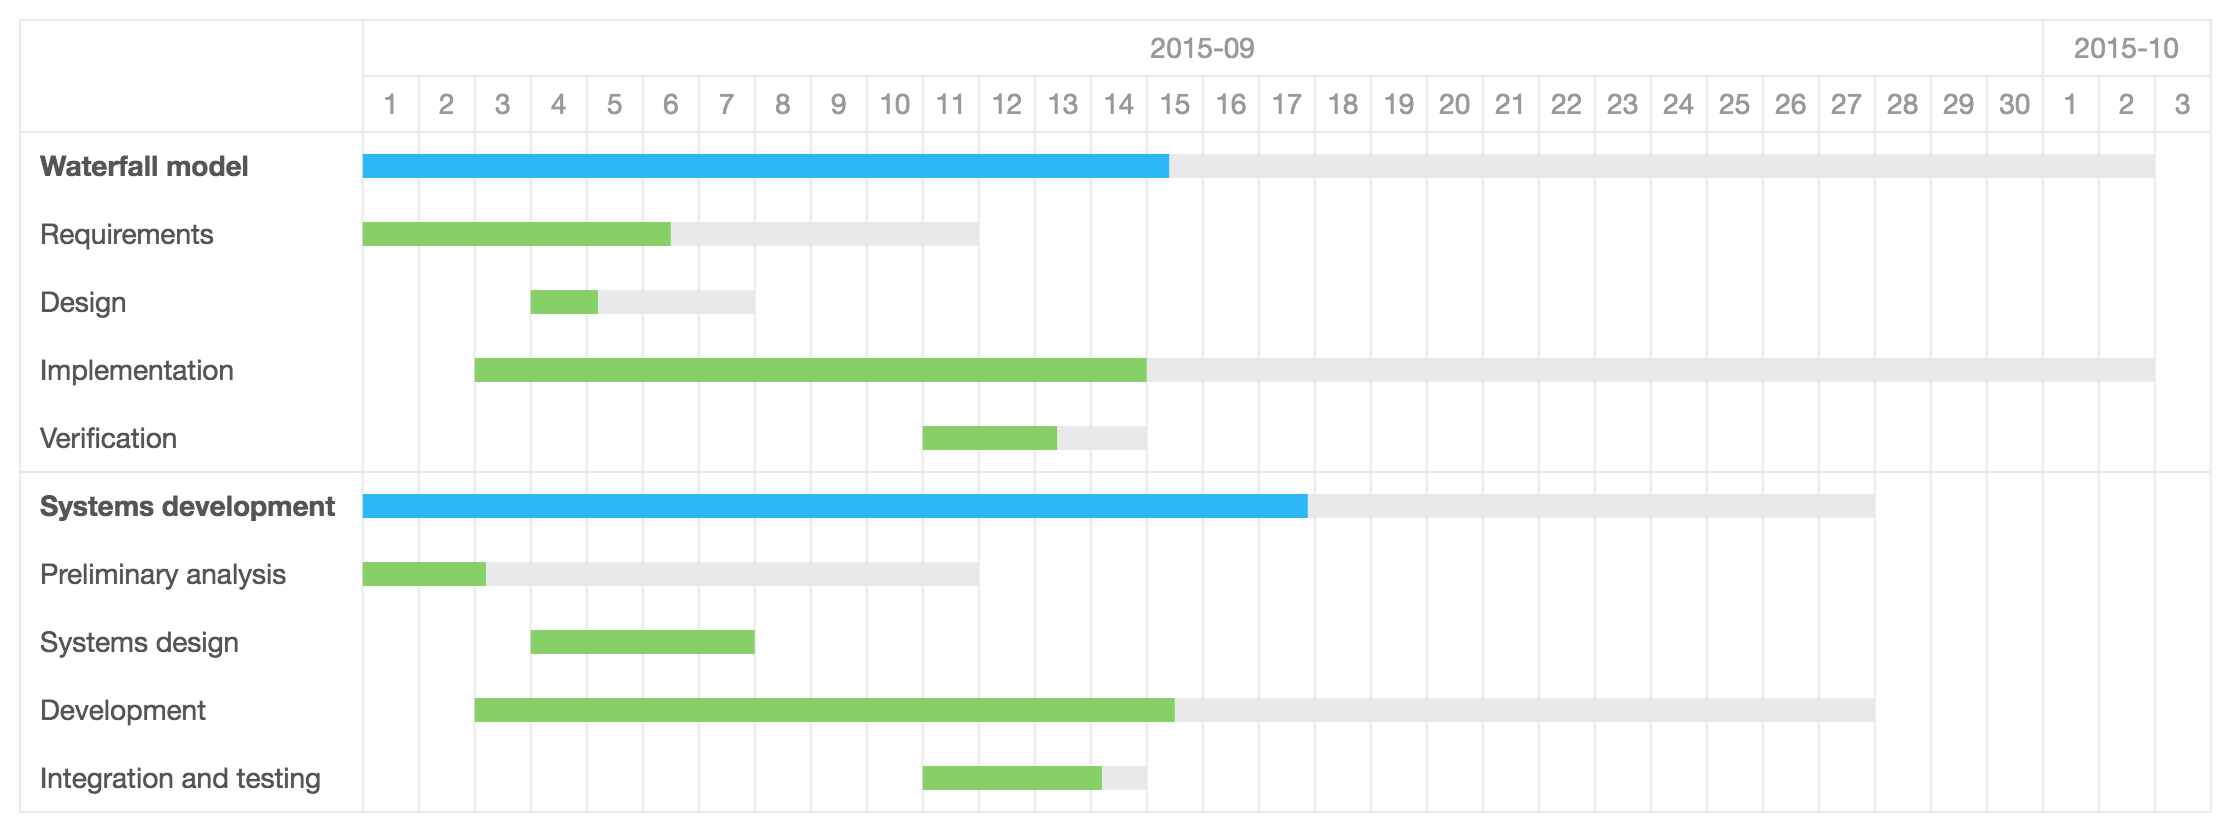 2015-09 2015-10
1 2 3 4 5 6 7 8 9 10 11 12 13 14 15 16 17 18 19 20 21 22 23 24 25 26 27 28 29 30 1 2 3
Waterfall model
Requirements
Design
Implementation
Verification
Systems development
Preliminary analysis
Systems design
Development
Integration and testing